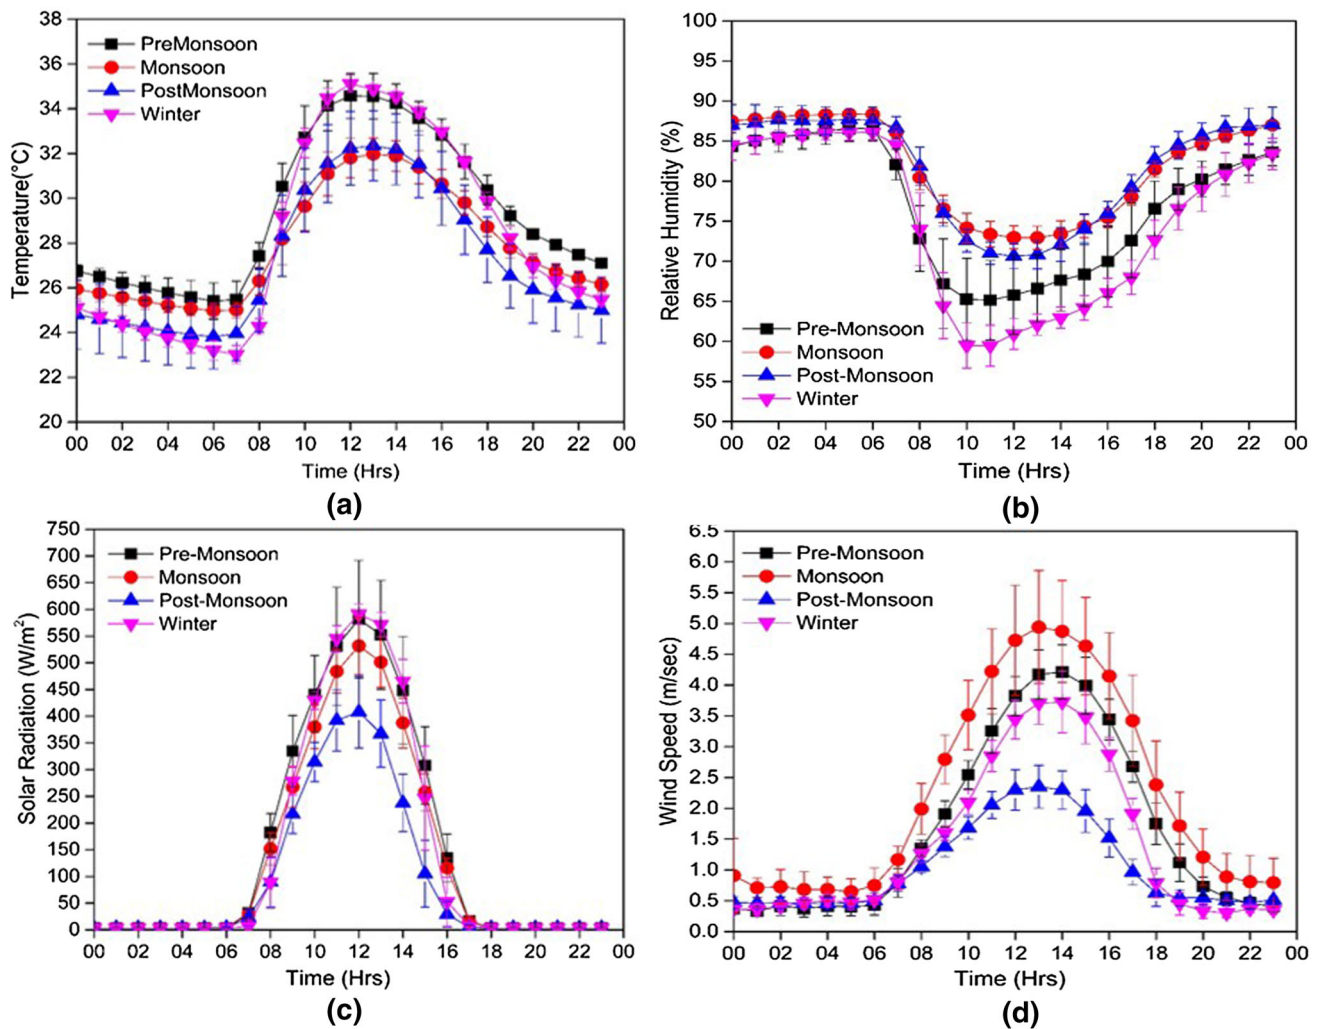 38
36
34
32
30
28
26
24
22
20
Temperature(°C)
PreMonsoon
Monsoon
PostMonsoon
Winter
00 02 04 06 08 10 12 14 16 18 20 22 00
Time (Hrs)
(a)
100
95
90
85
80
75
70
65
60
55
50
Relative Humidity (%)
Pre-Monsoon
Monsoon
Post-Monsoon
Winter
00 02 04 06 08 10 12 14 16 18 20 22 00
Time (Hrs)
(b)
750
700
650
600
550
500
450
400
350
300
250
200
150
100
50
0
Solar Radiation (W/m²)
Pre-Monsoon
Monsoon
Post-Monsoon
Winter
00 02 04 06 08 10 12 14 16 18 20 22 00
Time (Hrs)
(c)
6.5
6.0
5.5
5.0
4.5
4.0
3.5
3.0
2.5
2.0
1.5
1.0
0.5
0.0
Wind Speed (m/sec)
Pre-Monsoon
Monsoon
Post-Monsoon
Winter
00 02 04 06 08 10 12 14 16 18 20 22 00
Time (Hrs)
(d)